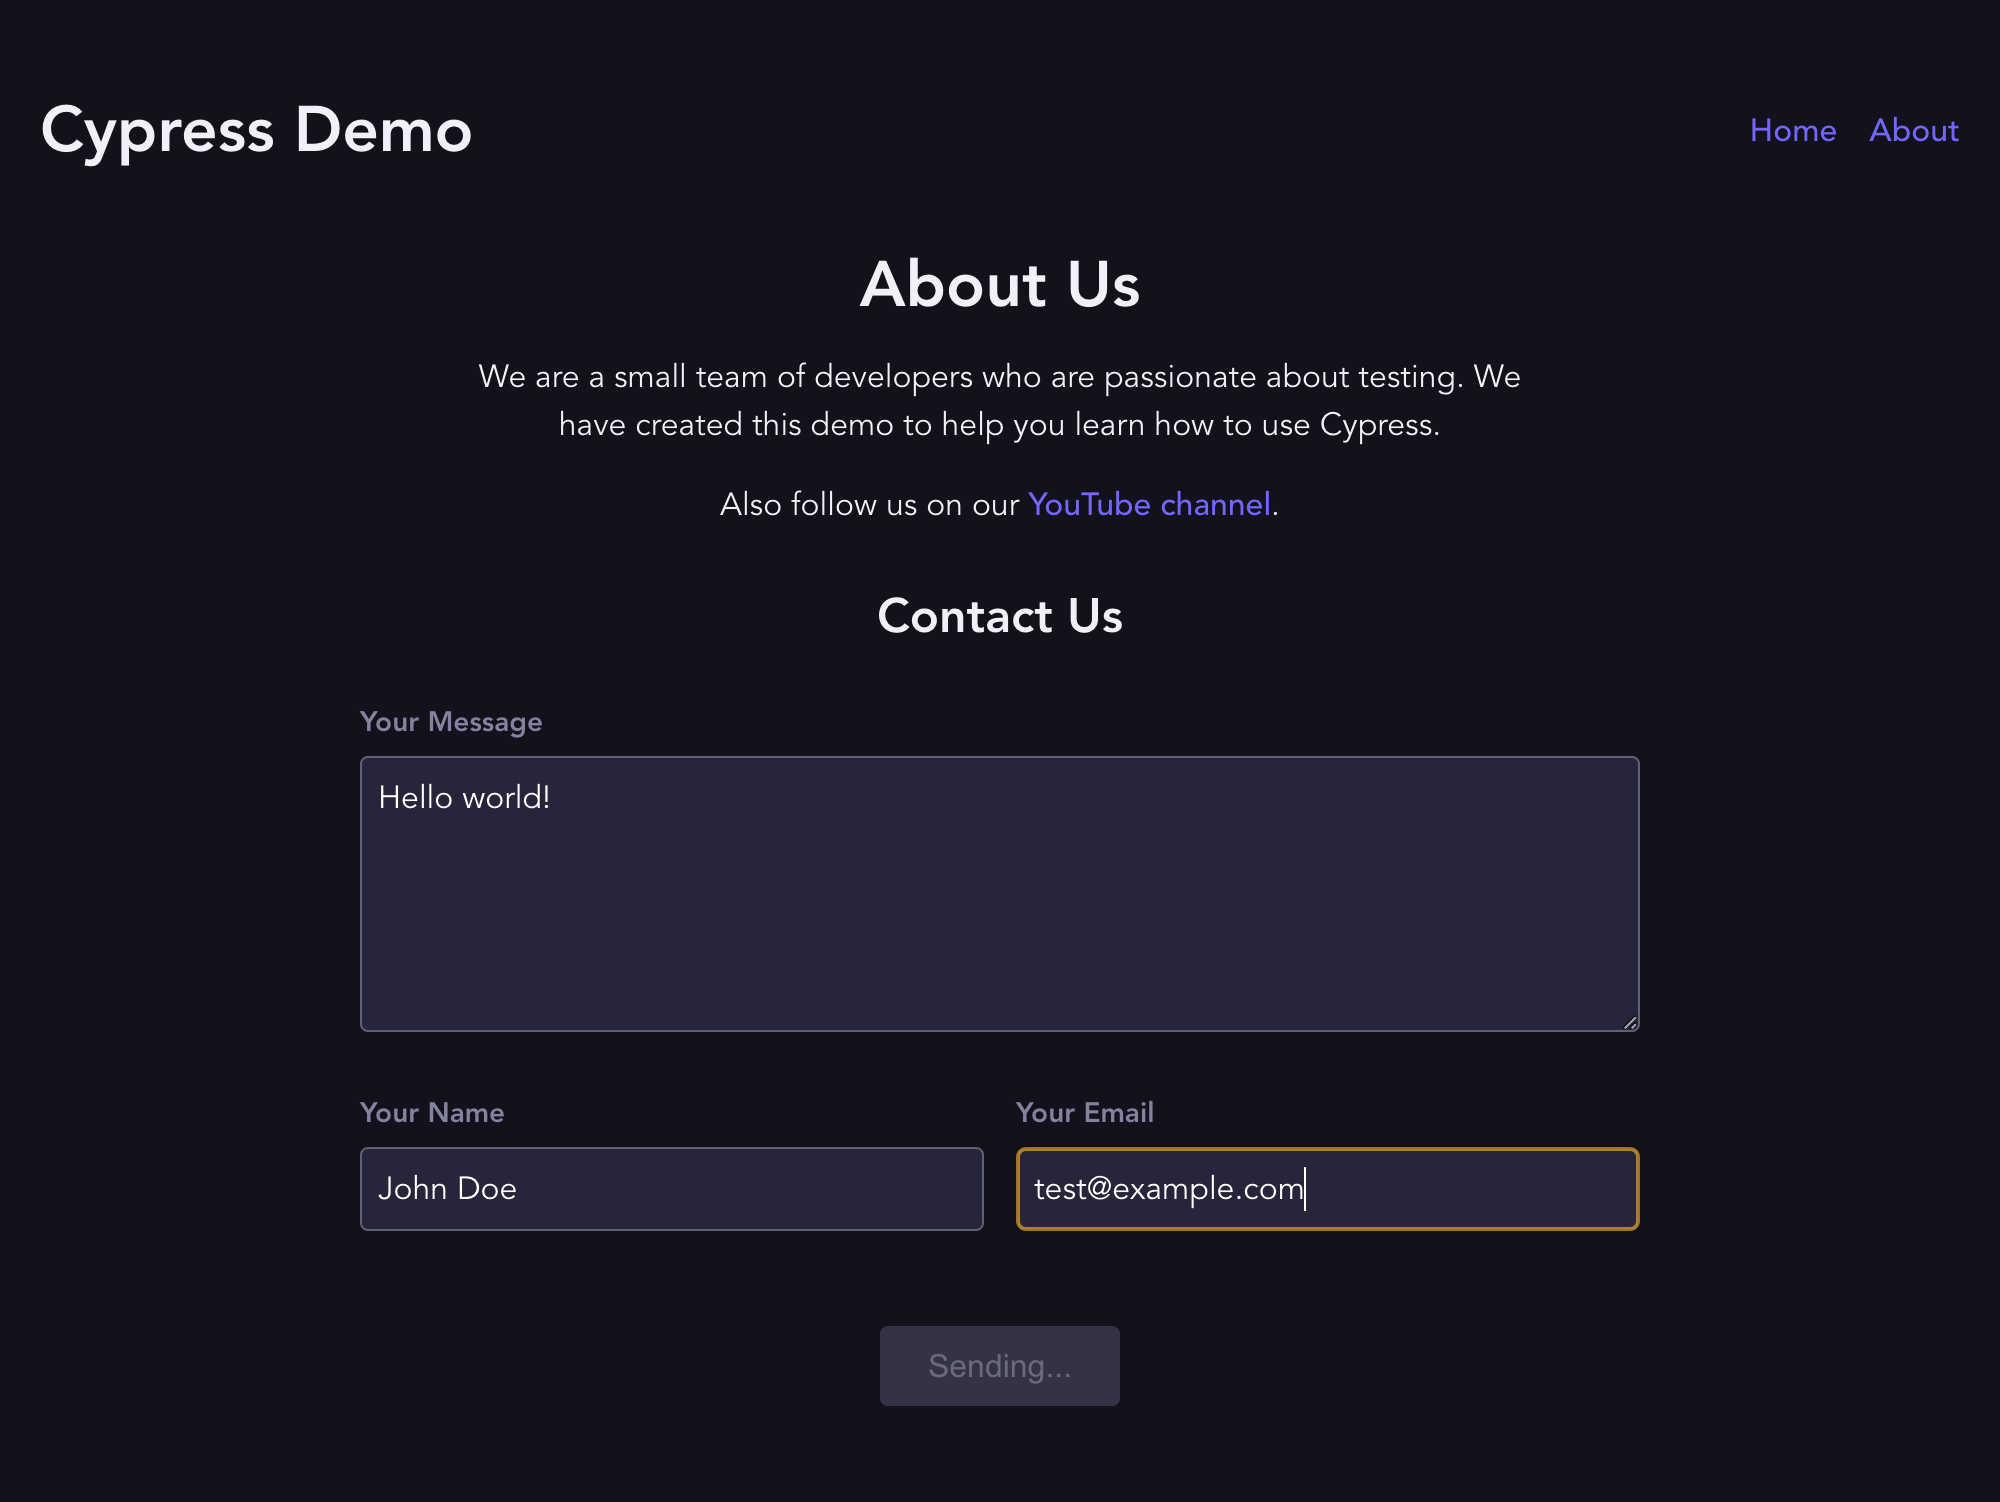 Cypress Demo
Home About
About Us
We are a small team of developers who are passionate about testing. We
have created this demo to help you learn how to use Cypress.
Also follow us on our YouTube channel.
Contact Us
Your Message
Hello world!
Your Name
Your Email
John Doe
test@example.com
Sending...